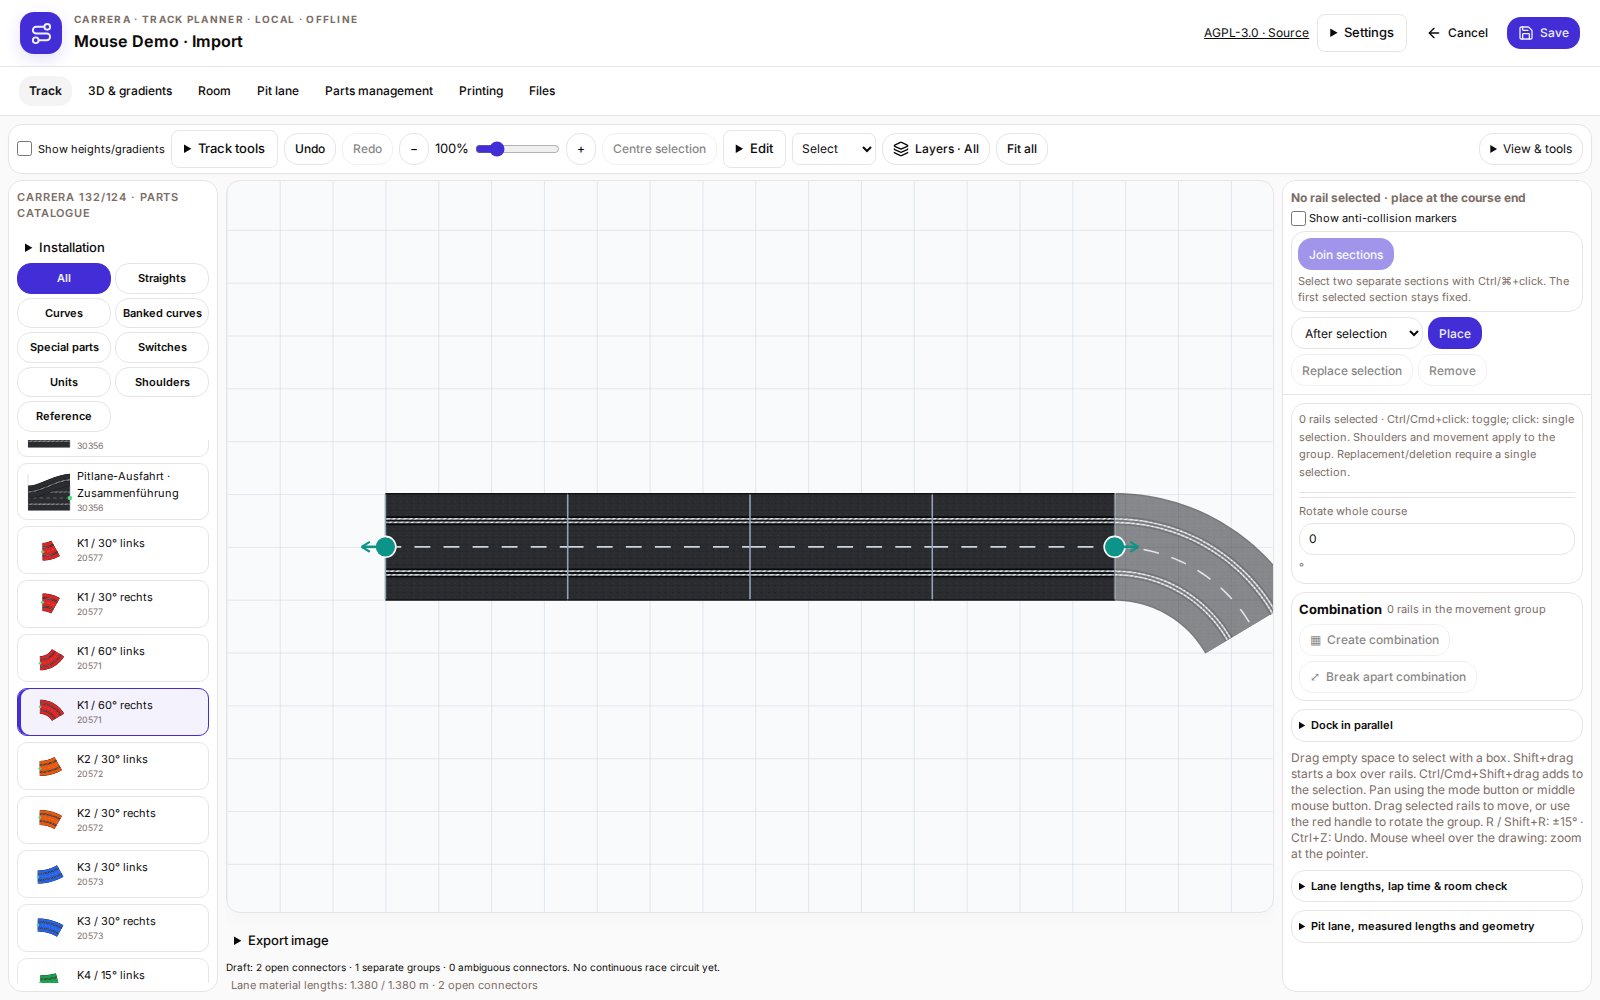 CARRERA · TRACK PLANNER · LOCAL · OFFLINE
Mouse Demo · Import
AGPL-3.0 · Source
Settings
Cancel
Save
Track
3D & gradients
Room
Pit lane
Parts management
Printing
Files
Show heights/gradients
Track tools
Undo
Redo
−
100%
+
Centre selection
Edit
Select
Layers · All
Fit all
View & tools
CARRERA 132/124 · PARTS
CATALOGUE
Installation
All
Straights
Curves
Banked curves
Special parts
Switches
Units
Shoulders
Reference
30356
Pitlane-Ausfahrt ·
Zusammenführung
30356
K1 / 30° links
20577
K1 / 30° rechts
20577
K1 / 60° links
20571
K1 / 60° rechts
20571
K2 / 30° links
20572
K2 / 30° rechts
20572
K3 / 30° links
20573
K3 / 30° rechts
20573
K4 / 15° links
Export image
Draft: 2 open connectors · 1 separate groups · 0 ambiguous connectors. No continuous race circuit yet.
Lane material lengths: 1.380 / 1.380 m · 2 open connectors
No rail selected · place at the course end
Show anti-collision markers
Join sections
Select two separate sections with Ctrl/⌘+click. The
first selected section stays fixed.
After selection
Place
Replace selection
Remove
0 rails selected · Ctrl/Cmd+click: toggle; click: single
selection. Shoulders and movement apply to the
group. Replacement/deletion require a single
selection.
Rotate whole course
0
°
Combination 0 rails in the movement group
Create combination
Break apart combination
Dock in parallel
Drag empty space to select with a box. Shift+drag
starts a box over rails. Ctrl/Cmd+Shift+drag adds to
the selection. Pan using the mode button or middle
mouse button. Drag selected rails to move, or use
the red handle to rotate the group. R / Shift+R: ±15° ·
Ctrl+Z: Undo. Mouse wheel over the drawing: zoom
at the pointer.
Lane lengths, lap time & room check
Pit lane, measured lengths and geometry